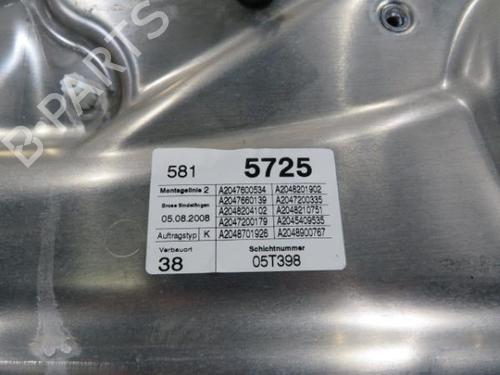 B-PARTS
581 5725
Montagelinie 2 A2047600534 A2048201902
Brose Sindelfingen A2047660139 A2047200335
A2048204102 A2048210751
05.08.2008 A2047200179 A2045409535
Auftragstyp K A2048701926 A2048900767
Verbauort Schichtnummer
38 05T398